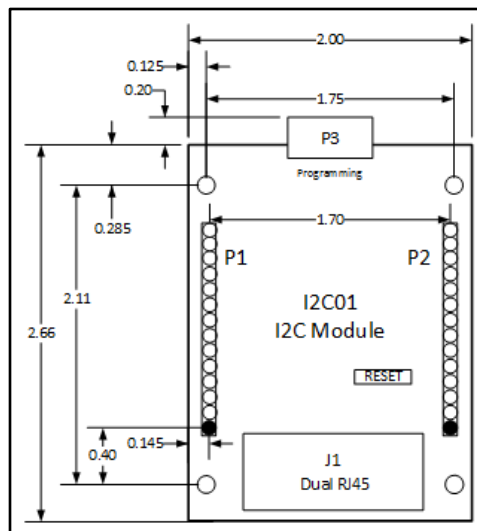 2.00
0.125
1.75
0.20
P3
Programming
0.285
1.70
P1
P2
2.11
I2C01
I2C Module
2.66
RESET
0.145
0.40
J1
Dual RJ45